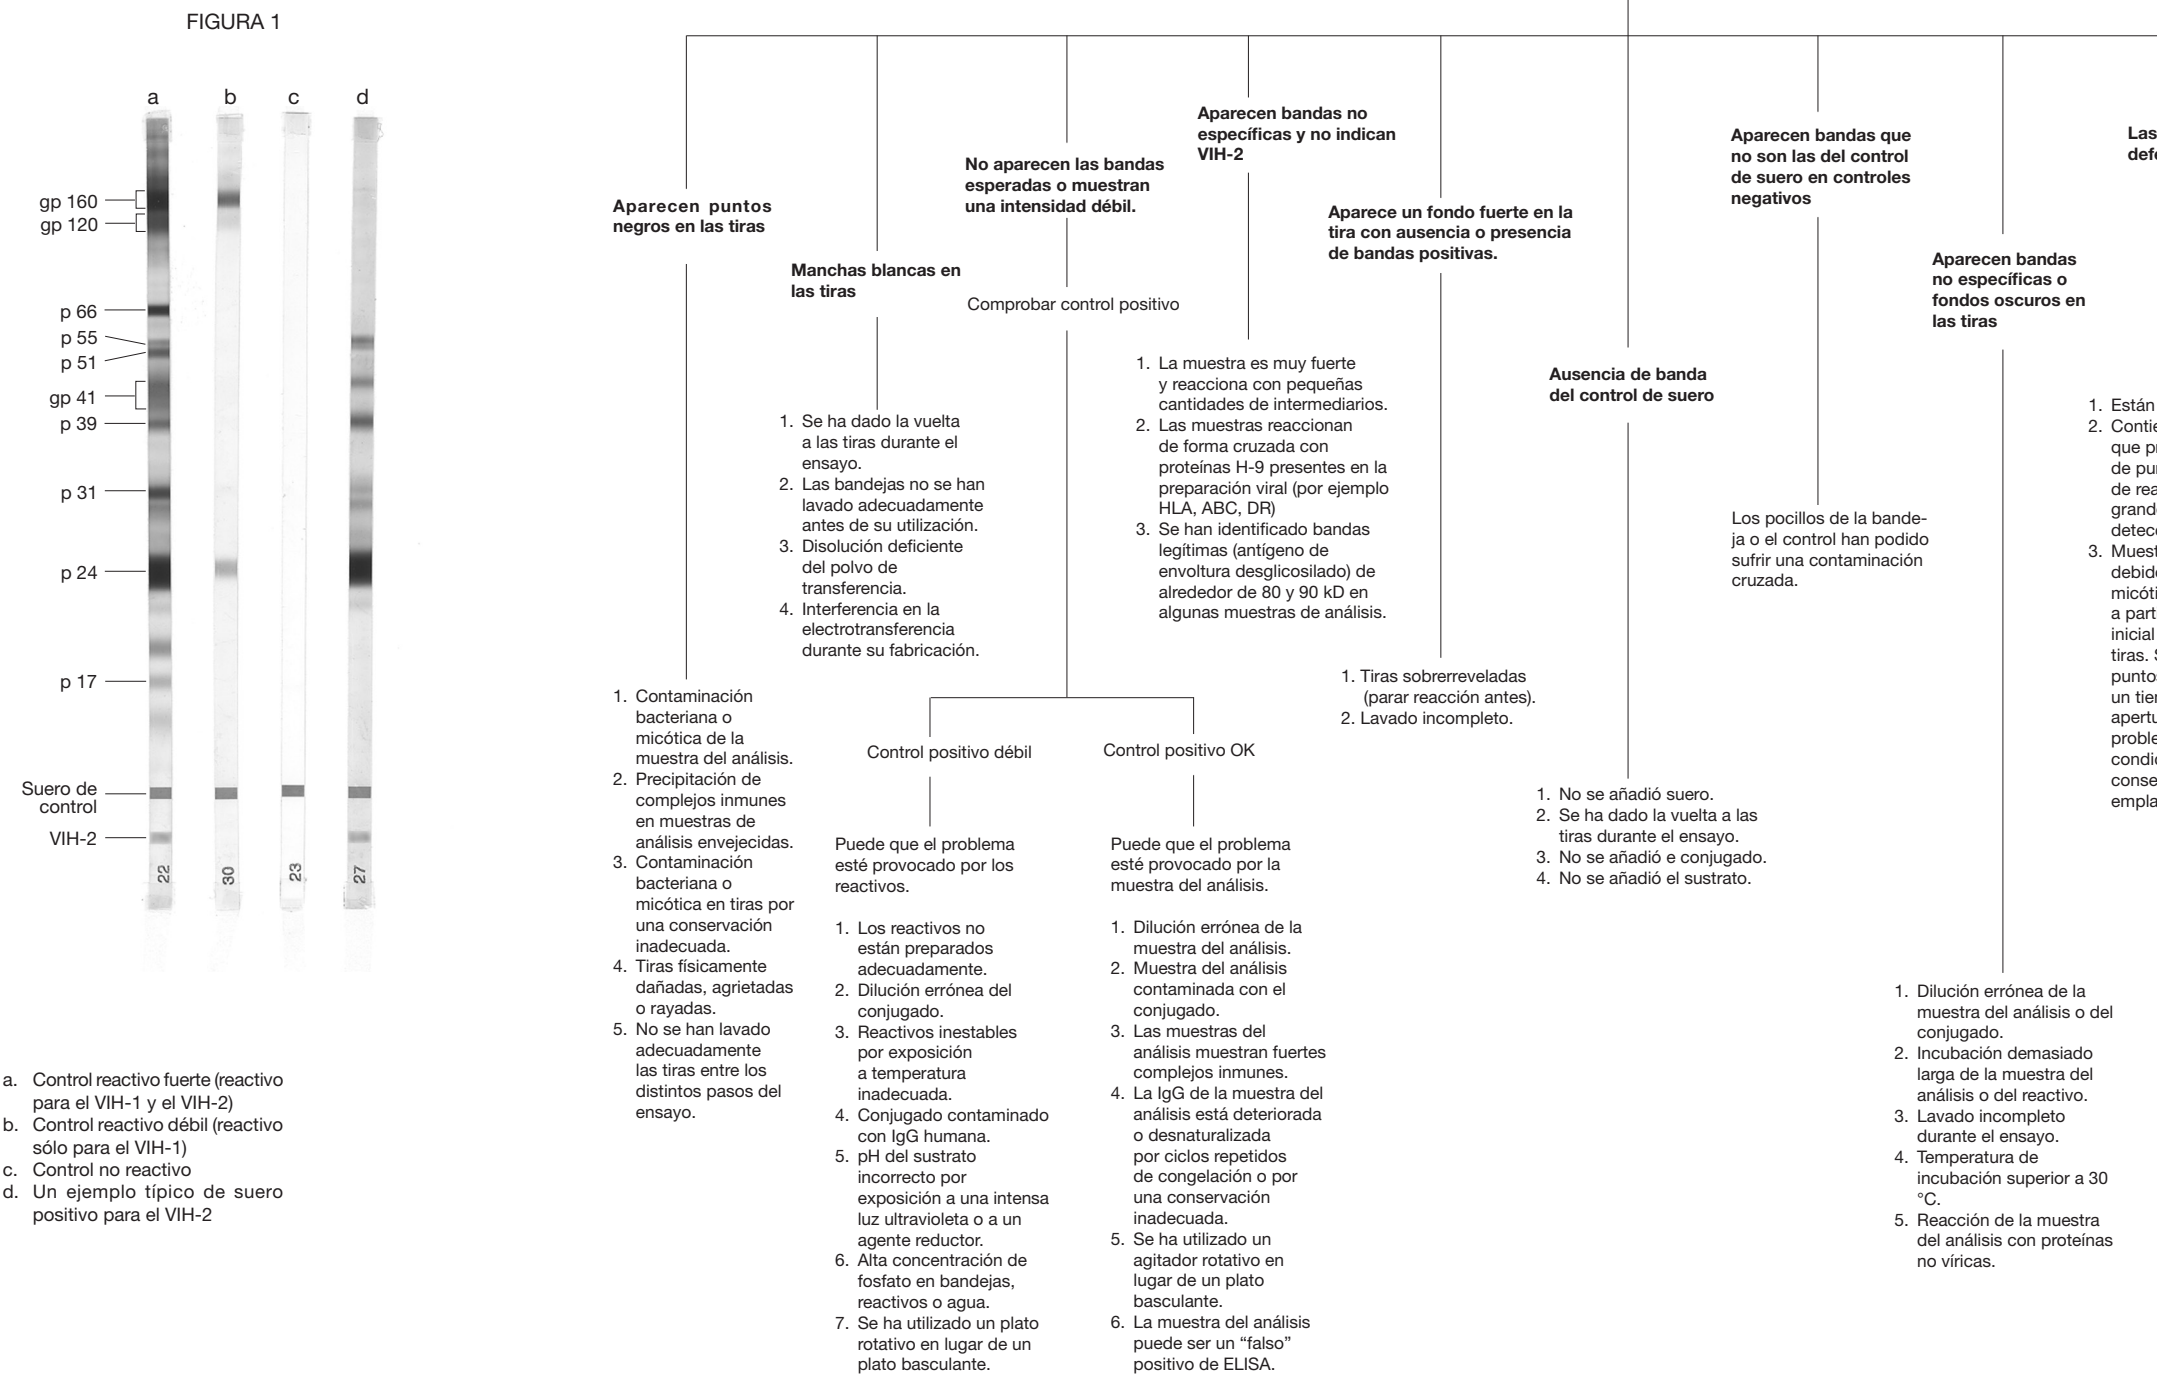 FIGURA 1
a
b
c
d
gp 160
gp 120
p 66
p 55
p 51
gp 41
p 39
p 31
p 24
p 17
Suero de
control
VIH-2
22
30
23
27
a. Control reactivo fuerte (reactivo
para el VIH-1 y el VIH-2)
b. Control reactivo débil (reactivo
sólo para el VIH-1)
c. Control no reactivo
d. Un ejemplo típico de suero
positivo para el VIH-2
Aparecen puntos
negros en las tiras
1. Contaminación
bacteriana o
micótica de la
muestra del análisis.
2. Precipitación de
complejos inmunes
en muestras de
análisis envejecidas.
3. Contaminación
bacteriana o
micótica en tiras por
una conservación
inadecuada.
4. Tiras físicamente
dañadas, agrietadas
o rayadas.
5. No se han lavado
adecuadamente
las tiras entre los
distintos pasos del
ensayo.
Manchas blancas en
las tiras
1. Se ha dado la vuelta
a las tiras durante el
ensayo.
2. Las bandejas no se han
lavado adecuadamente
antes de su utilización.
3. Disolución deficiente
del polvo de
transferencia.
4. Interferencia en la
electrotransferencia
durante su fabricación.
No aparecen las bandas
esperadas o muestran
una intensidad débil.
Comprobar control positivo
Control positivo débil
Puede que el problema
esté provocado por los
reactivos.
1. Los reactivos no
están preparados
adecuadamente.
2. Dilución errónea del
conjugado.
3. Reactivos inestables
por exposición
a temperatura
inadecuada.
4. Conjugado contaminado
con IgG humana.
5. pH del sustrato
incorrecto por
exposición a una intensa
luz ultravioleta o a un
agente reductor.
6. Alta concentración de
fosfato en bandejas,
reactivos o agua.
7. Se ha utilizado un plato
rotativo en lugar de un
plato basculante.
Control positivo OK
Puede que el problema
esté provocado por la
muestra del análisis.
1. Dilución errónea de la
muestra del análisis.
2. Muestra del análisis
contaminada con el
conjugado.
3. Las muestras del
análisis muestran fuertes
complejos inmunes.
4. La IgG de la muestra del
análisis está deteriorada
o desnaturalizada
por ciclos repetidos
de congelación o por
una conservación
inadecuada.
5. Se ha utilizado un
agitador rotativo en
lugar de un plato
basculante.
6. La muestra del análisis
puede ser un “falso”
positivo de ELISA.
Aparecen bandas no
específicas y no indican
VIH-2
1. La muestra es muy fuerte
y reacciona con pequeñas
cantidades de intermediarios.
2. Las muestras reaccionan
de forma cruzada con
proteínas H-9 presentes en la
preparación viral (por ejemplo
HLA, ABC, DR)
3. Se han identificado bandas
legítimas (antígeno de
envoltura desglicosilado) de
alrededor de 80 y 90 kD en
algunas muestras de análisis.
Aparece un fondo fuerte en la
tira con ausencia o presencia
de bandas positivas.
1. Tiras sobrerreveladas
(parar reacción antes).
2. Lavado incompleto.
Ausencia de banda
del control de suero
1. No se añadió suero.
2. Se ha dado la vuelta a las
tiras durante el ensayo.
3. No se añadió e conjugado.
4. No se añadió el sustrato.
Aparecen bandas que
no son las del control
de suero en controles
negativos
Los pocillos de la bande-
ja o el control han podido
sufrir una contaminación
cruzada.
Aparecen bandas
no específicas o
fondos oscuros en
las tiras
1. Dilución errónea de la
muestra del análisis o del
conjugado.
2. Incubación demasiado
larga de la muestra del
análisis o del reactivo.
3. Lavado incompleto
durante el ensayo.
4. Temperatura de
incubación superior a 30
°C.
5. Reacción de la muestra
del análisis con proteínas
no víricas.
Las
1. Están
2.
que
de
de
3.
a
inicial
tiras.
un